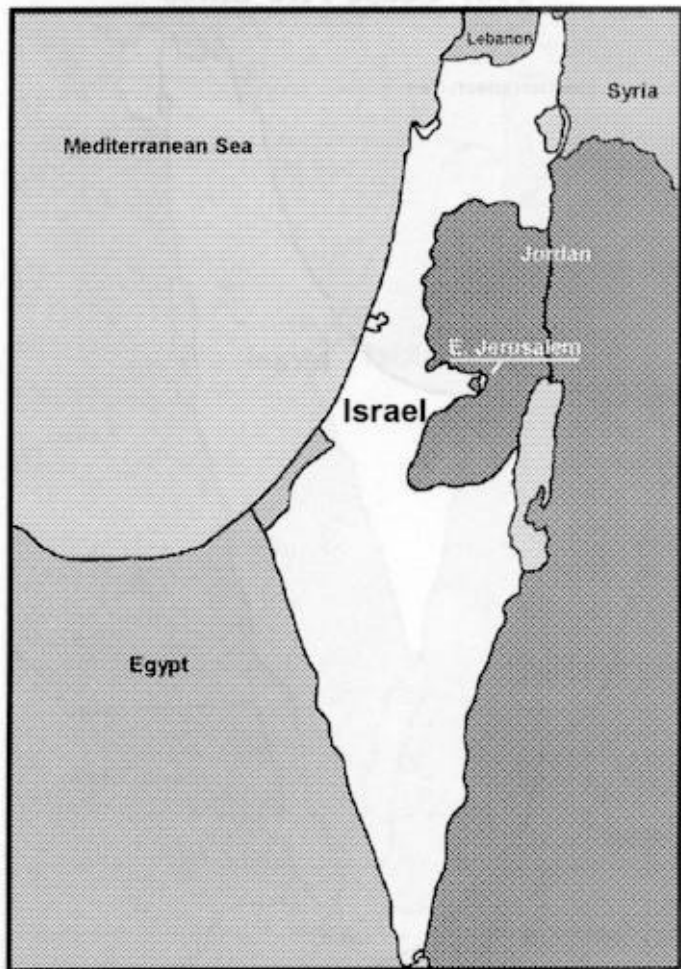 Lebanon
Syria
Mediterranean Sea
Jordan
E. Jerusalem
Israel
Egypt